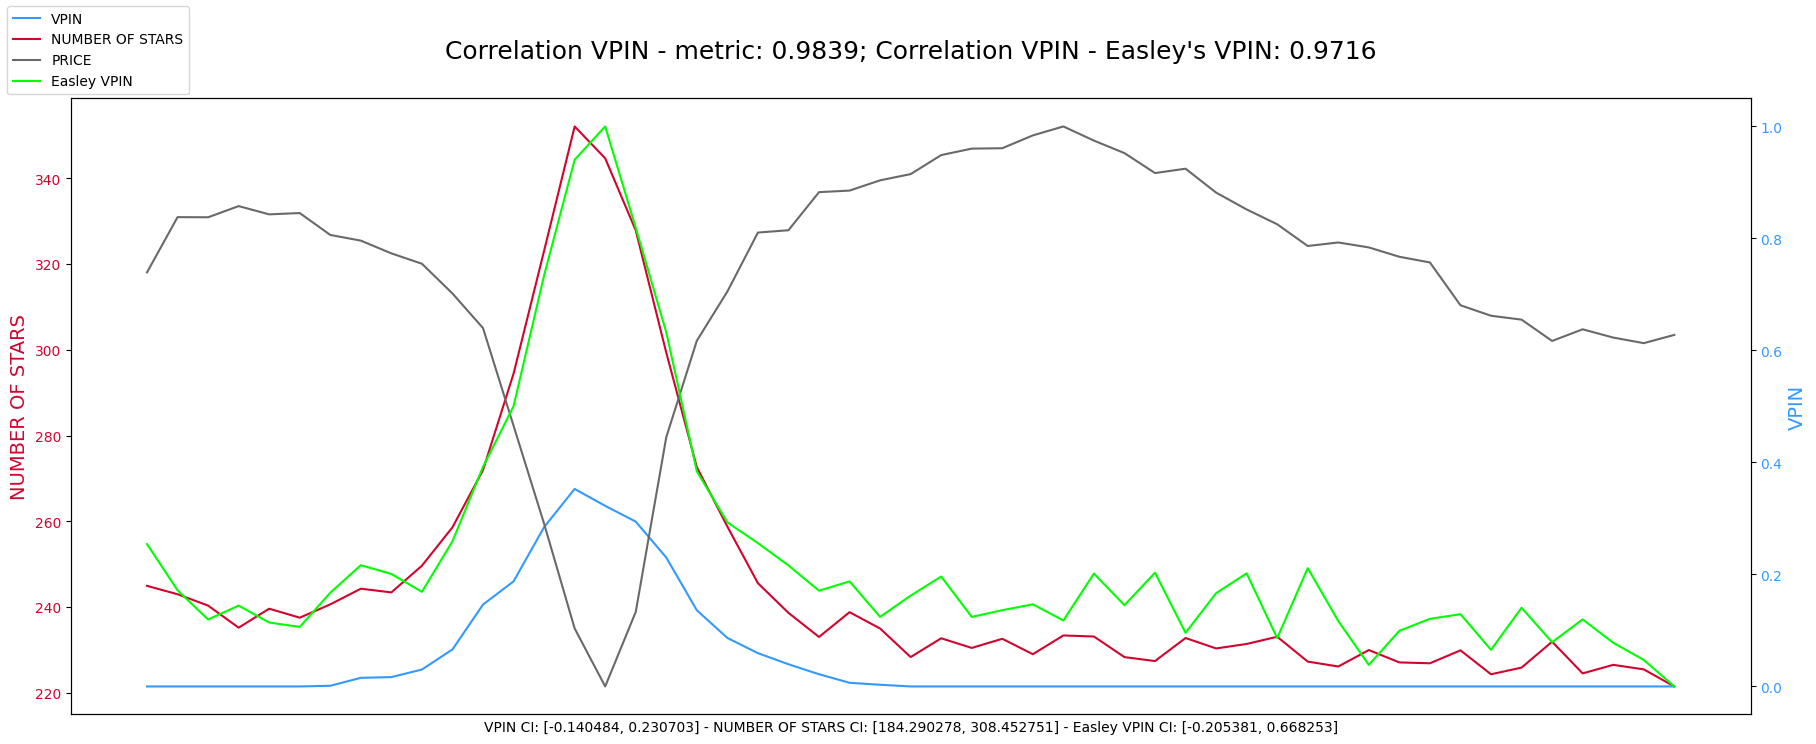 VPIN
NUMBER OF STARS
PRICE
Easley VPIN
Correlation VPIN - metric: 0.9839; Correlation VPIN - Easley's VPIN: 0.9716
NUMBER OF STARS
340
320
300
280
260
240
220
1.0
0.8
0.6
0.4
0.2
0.0
VPIN
VPIN CI: [-0.140484, 0.230703] - NUMBER OF STARS CI: [184.290278, 308.452751] - Easley VPIN CI: [-0.205381, 0.668253]